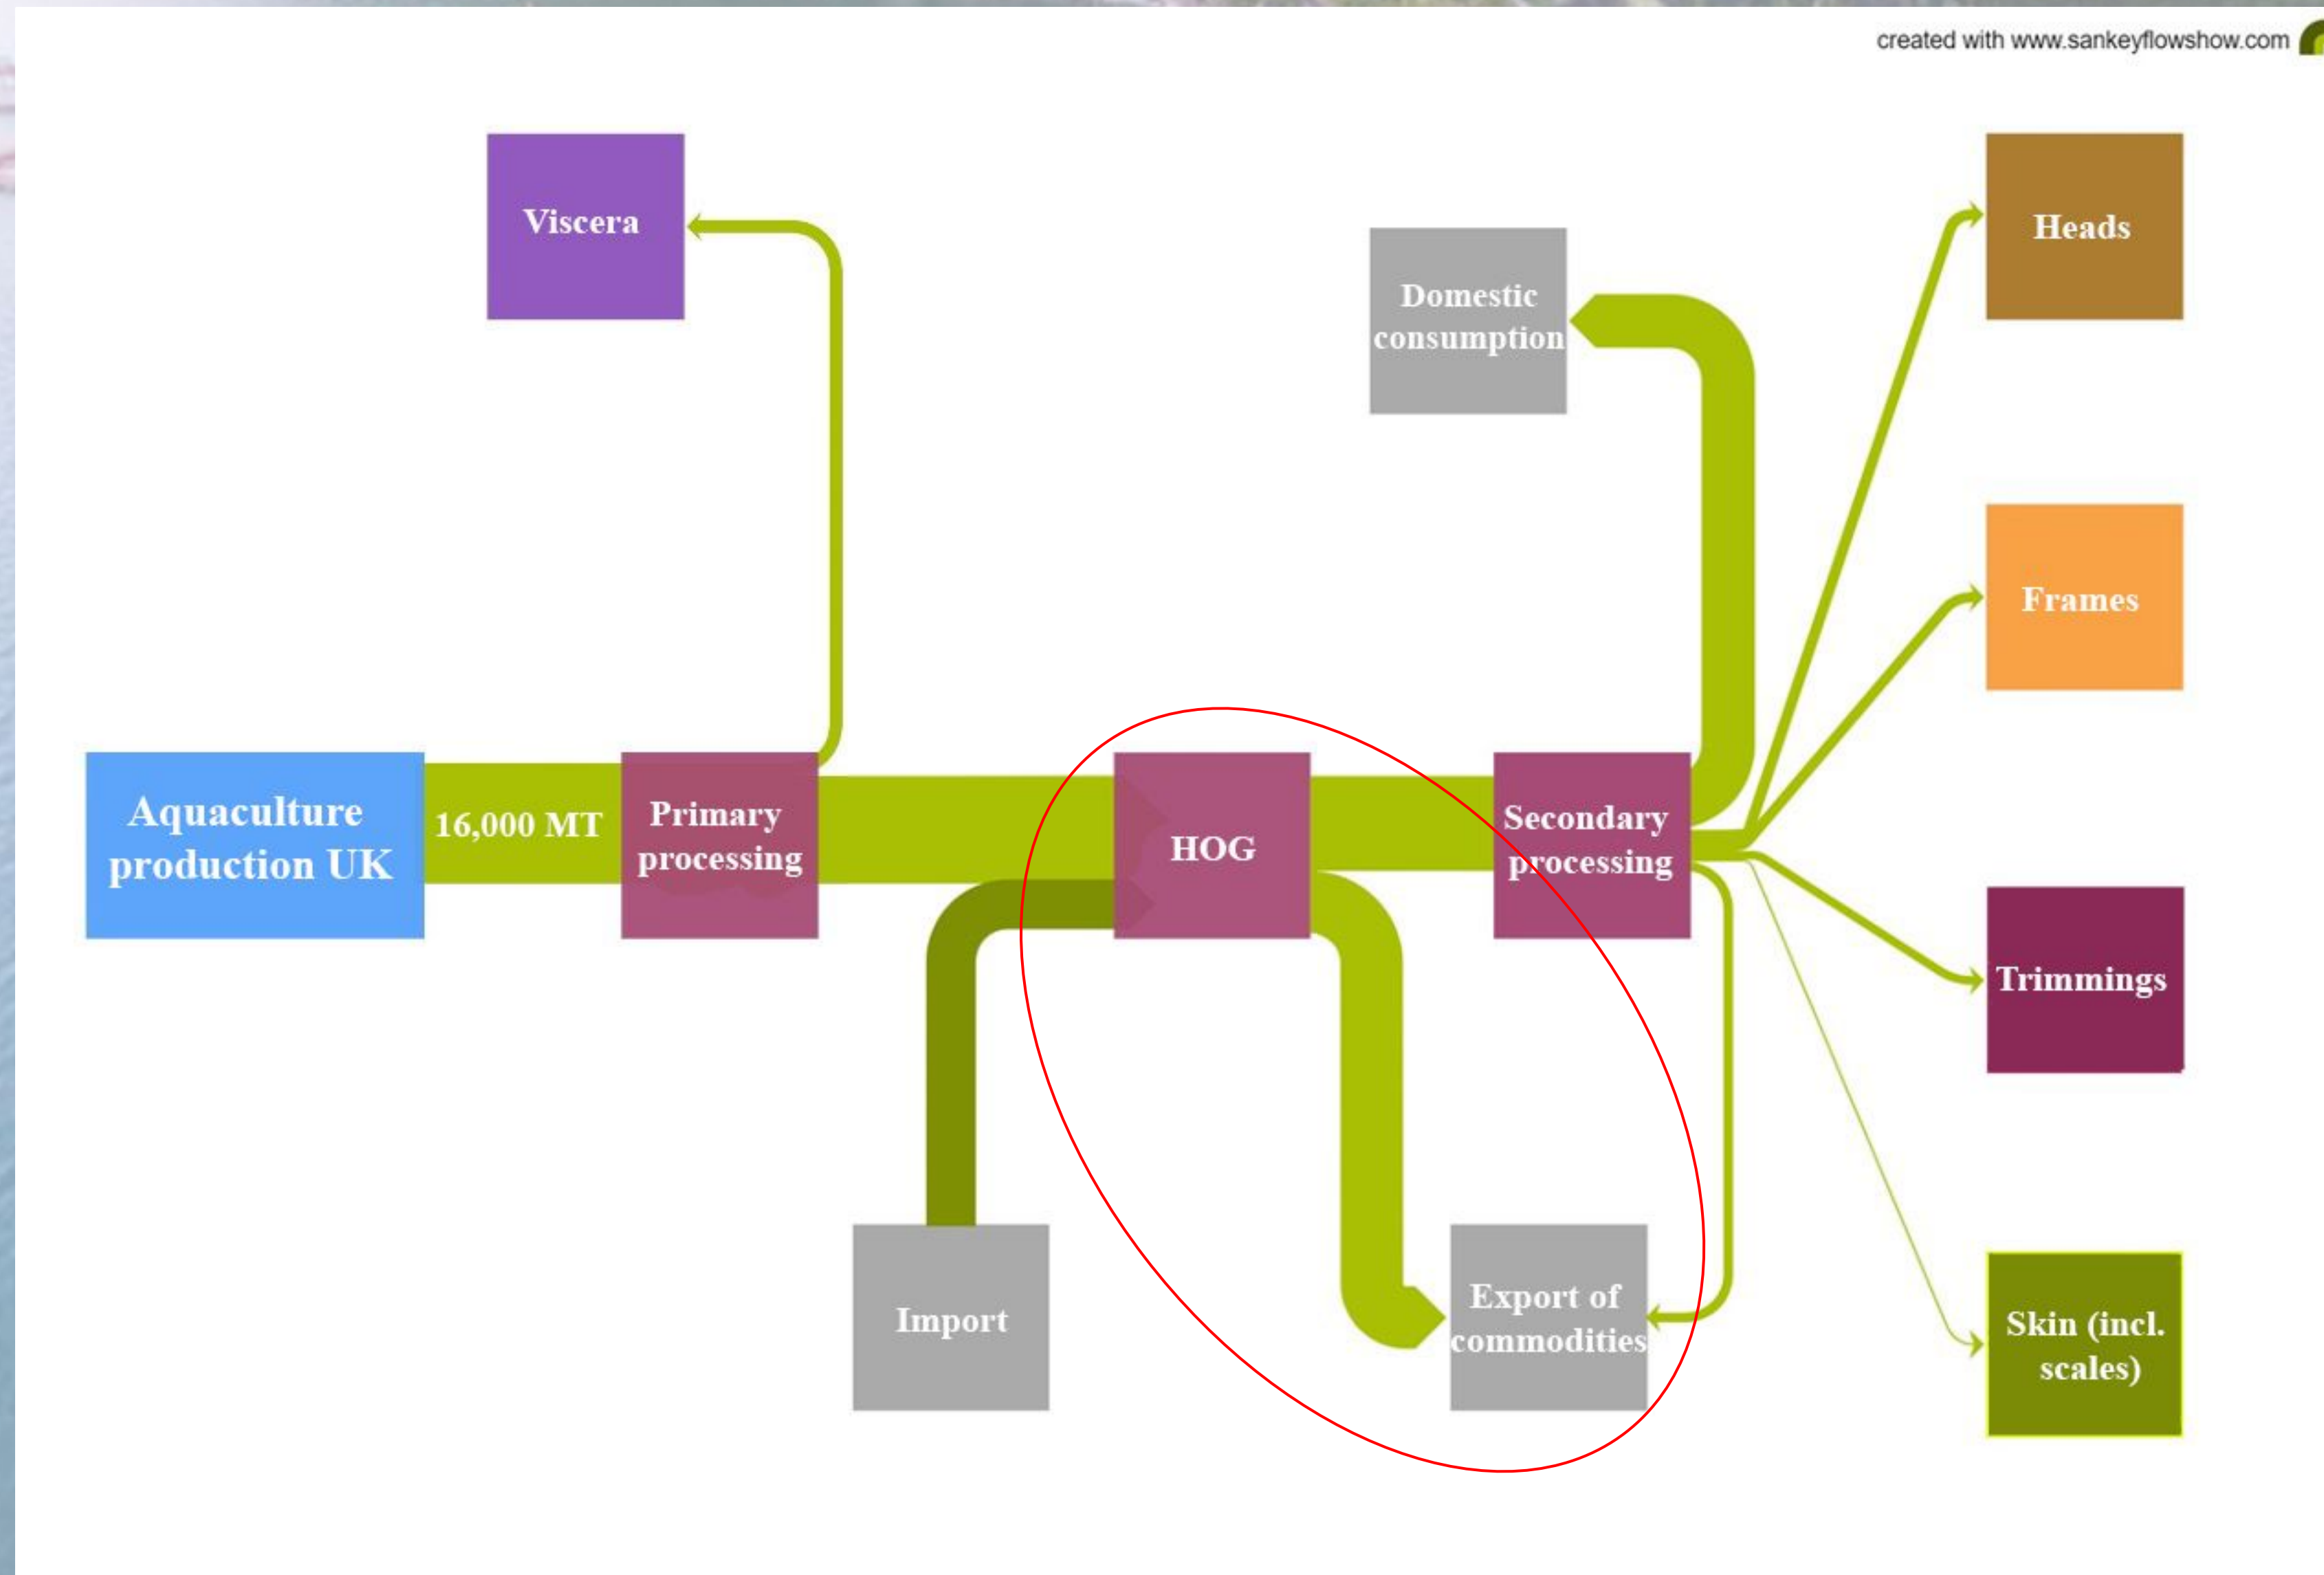 created with www.sankeyflowshow.com
Viscera
Heads
Domestic
consumption
Frames
Aquaculture
production UK
16,000 MT
Primary
processing
HOG
Secondary
processing
Trimmings
Import
Export of
commodities
Skin (incl.
scales)